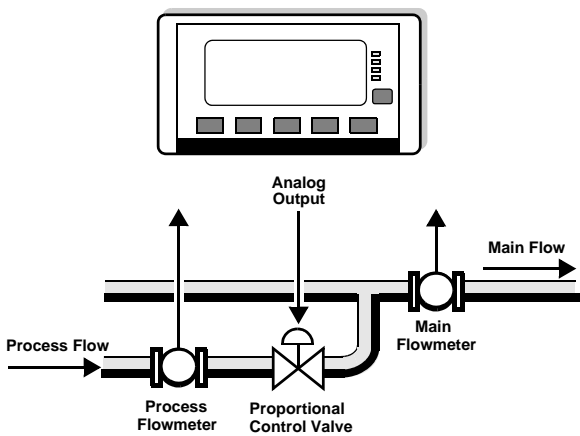 Analog
Output
Main Flow
Main
Flowmeter
Process Flow
Process
Flowmeter
Proportional
Control Valve